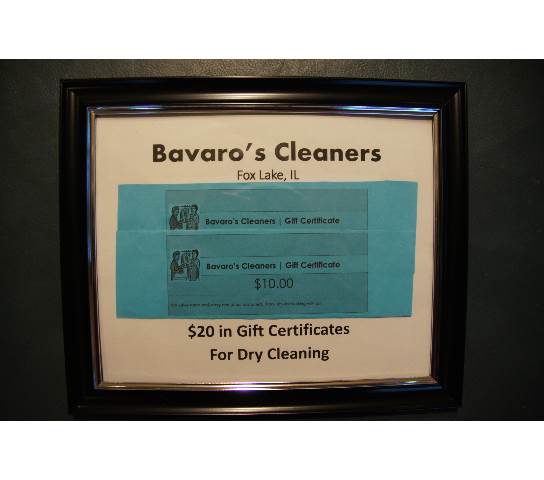 Bavaro's Cleaners
Fox Lake, IL
Bavaro's Cleaners | Gift Certificate
Bavaro's Cleaners | Gift Certificate
$10.00
$20 in Gift Certificates
For Dry Cleaning